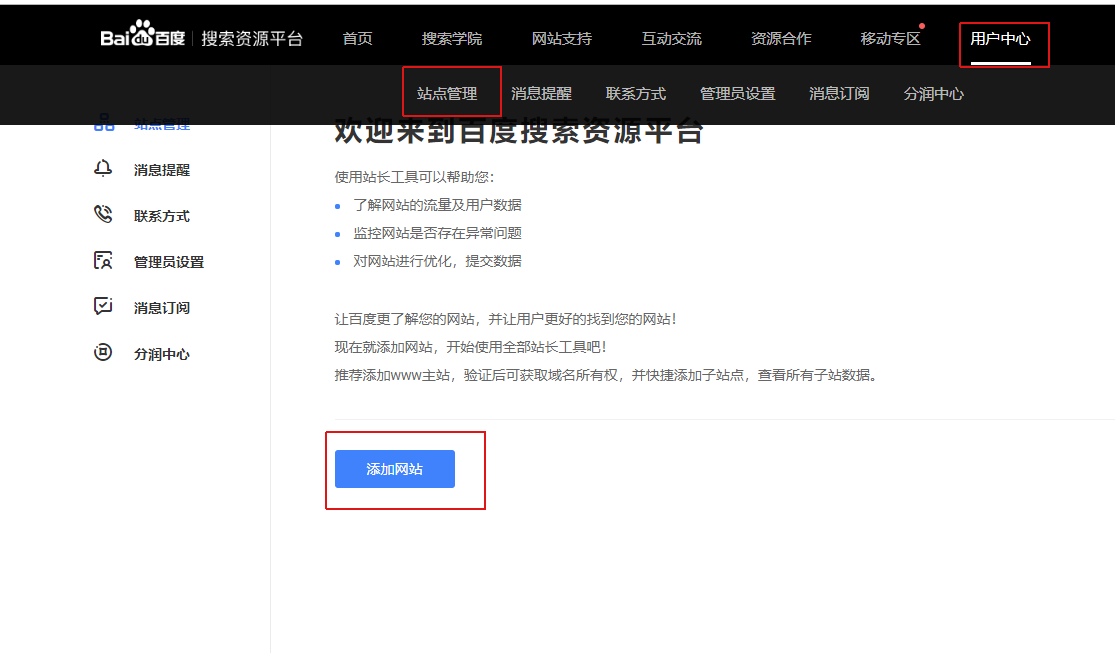 Bai du 百度 搜索资源平台 首页 搜索学院 网站支持 互动交流 资源合作 移动专区 用户中心
站点管理 消息提醒 联系方式 管理员设置 消息订阅 分润中心
站点管理
消息提醒
联系方式
管理员设置
消息订阅
分润中心
欢迎来到百度搜索资源平台
使用站长工具可以帮助您：
了解网站的流量及用户数据
监控网站是否存在异常问题
对网站进行优化，提交数据
让百度更了解您的网站，并让用户更好的找到您的网站！
现在就添加网站，开始使用全部站长工具吧！
推荐添加www主站，验证后可获取域名所有权，并快捷添加子站点，查看所有子站数据。
添加网站